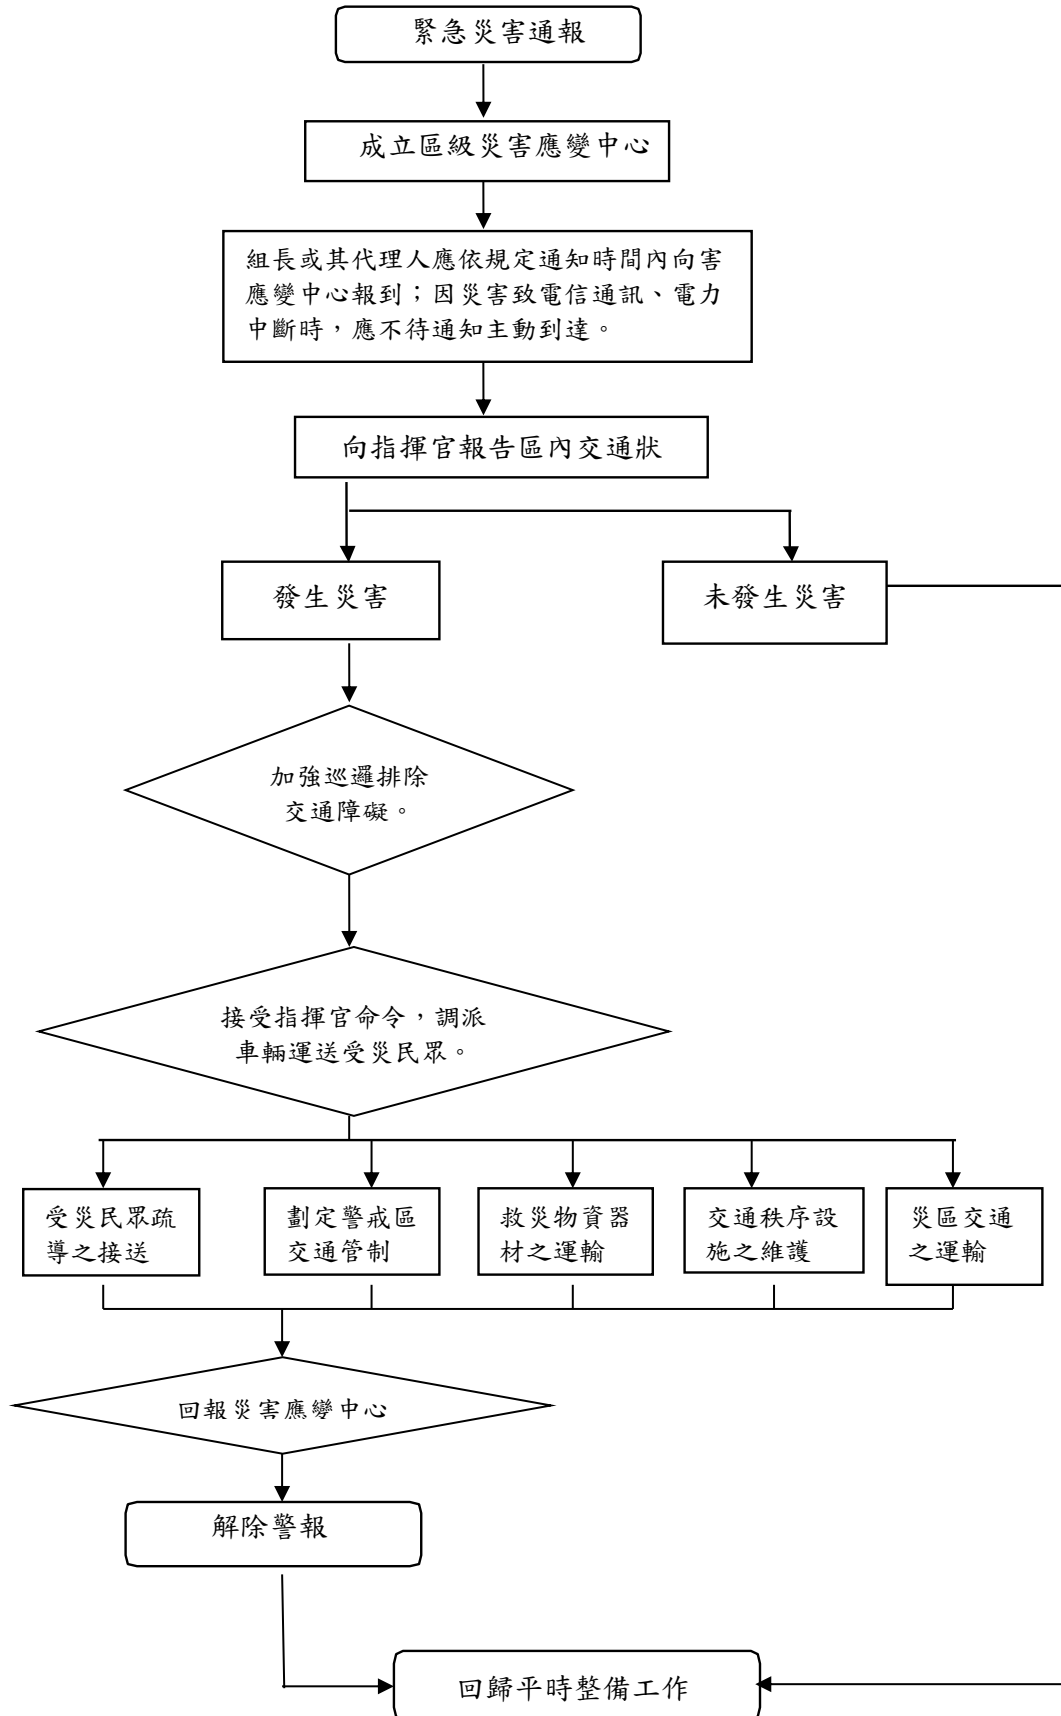 緊急災害通報
成立區級災害應變中心
組長或其代理人應依規定通知時間內向害
應變中心報到；因災害致電信通訊、電力
中斷時，應不待通知主動到達。
向指揮官報告區內交通狀
發生災害
未發生災害
加強巡邏排除
交通障礙。
接受指揮官命令，調派
車輛運送受災民眾。
受災民眾疏
導之接送
劃定警戒區
交通管制
救災物資器
材之運輸
交通秩序設
施之維護
災區交通
之運輸
回報災害應變中心
解除警報
回歸平時整備工作